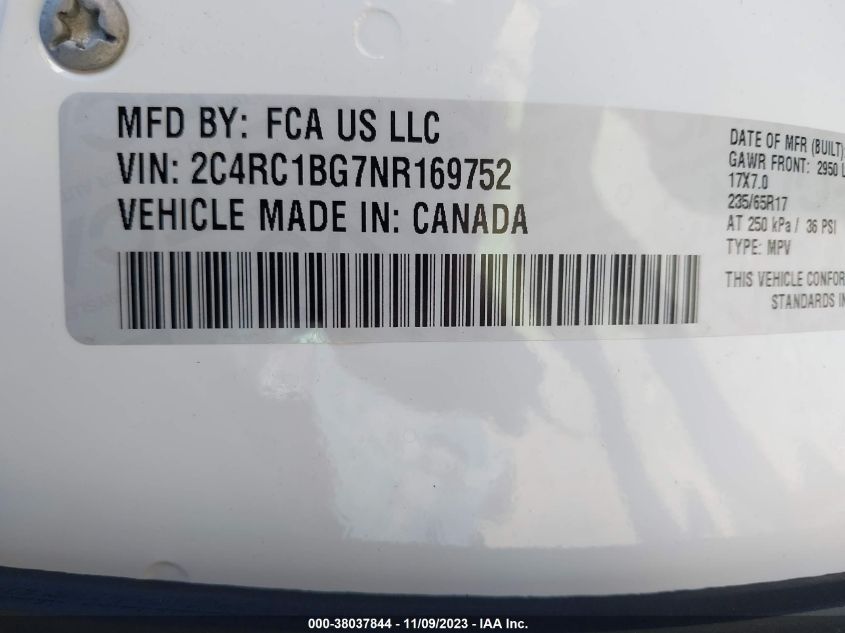 MFD BY: FCA US LLC
VIN: 2C4RC1BG7NR169752
VEHICLE MADE IN: CANADA
DATE OF MFR (BUILT)
GAWR FRONT: 2950 L
17X7.0
235/65R17
AT 250 kPa / 36 PSI
TYPE: MPV
THIS VEHICLE CONFOR
STANDARDS IN
000-38037844 - 11/09/2023 - © IAA Inc.